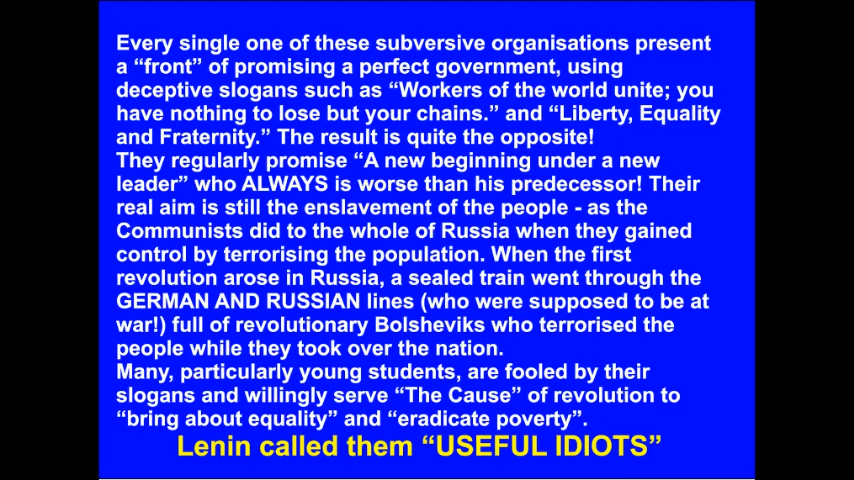 Every single one of these subversive organisations present
a “front” of promising a perfect government, using
deceptive slogans such as “Workers of the world unite; you
have nothing to lose but your chains.” and “Liberty, Equality
and Fraternity.” The result is quite the opposite!
They regularly promise “A new beginning under a new
leader” who ALWAYS is worse than his predecessor! Their
real aim is still the enslavement of the people - as the
Communists did to the whole of Russia when they gained
control by terrorising the population. When the first
revolution arose in Russia, a sealed train went through the
GERMAN AND RUSSIAN lines (who were supposed to be at
war!) full of revolutionary Bolsheviks who terrorised the
people while they took over the nation.
Many, particularly young students, are fooled by their
slogans and willingly serve “The Cause” of revolution to
“bring about equality” and “eradicate poverty”.
Lenin called them “USEFUL IDIOTS”